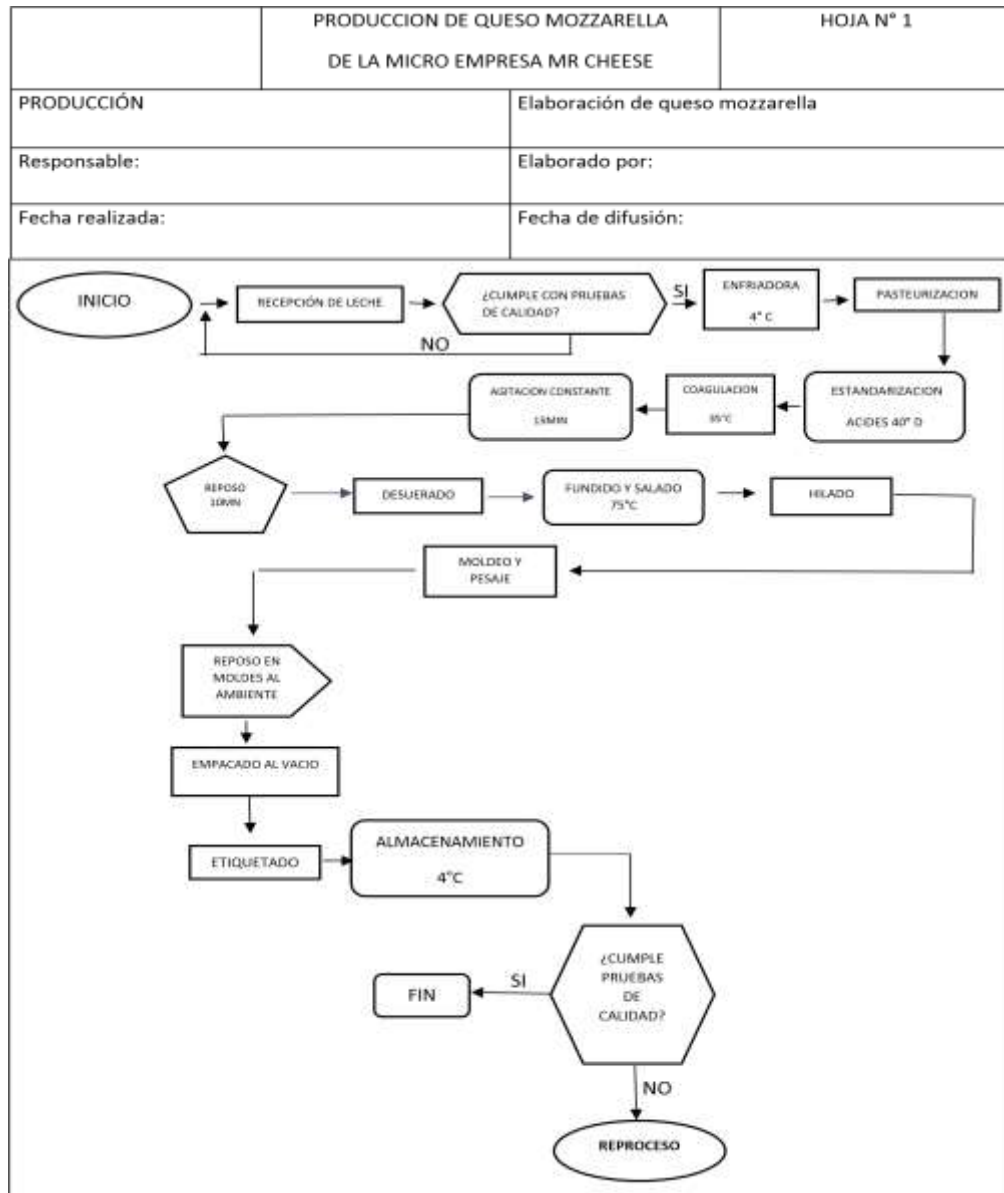 PRODUCCION DE QUESO MOZZARELLA
DE LA MICRO EMPRESA MR CHEESE
HOJA N° 1
PRODUCCIÓN
Elaboración de queso mozzarella
Responsable:
Elaborado por:
Fecha realizada:
Fecha de difusión:
INICIO
RECEPCIÓN DE LECHE
¿CUMPLE CON PRUEBAS
DE CALIDAD?
SI
ENFRIADORA
4° C
PASTEURIZACION
NO
AGITACION CONSTANTE
15MIN
COAGULACION
35°C
ESTANDARIZACION
ACIDES 40° D
REPOSO
10MIN
DESUERADO
FUNDIDO Y SALADO
75°C
HILADO
MOLDEO Y
PESAJE
REPOSO EN
MOLDES AL
AMBIENTE
EMPACADO AL VACIO
ETIQUETADO
ALMACENAMIENTO
4°C
¿CUMPLE
PRUEBAS
DE
CALIDAD?
SI
FIN
NO
REPROCESO